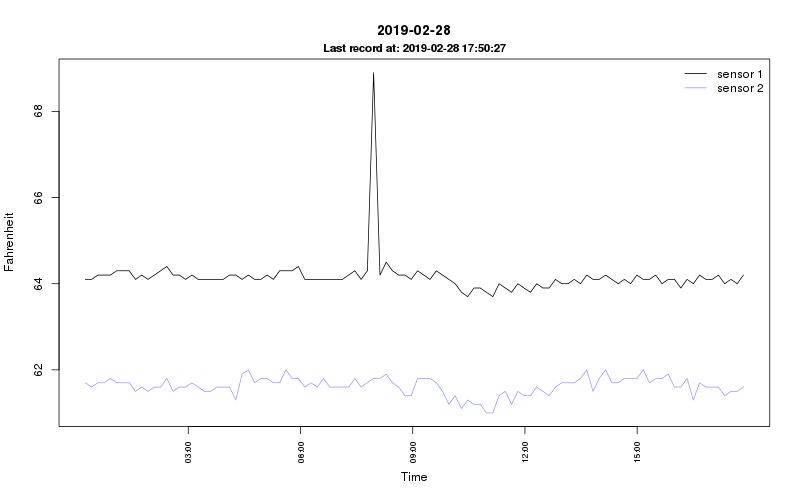 2019-02-28
Last record at: 2019-02-28 17:50:27
sensor 1
sensor 2
68
66
64
62
Fahrenheit
03:00
06:00
09:00
12:00
15:00
Time